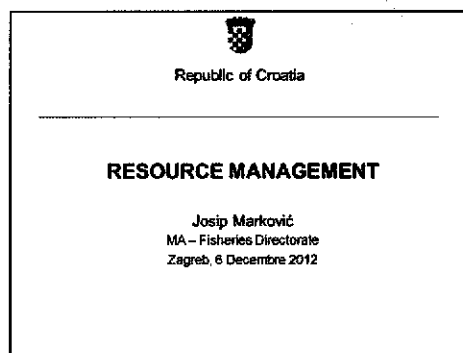 Republic of Croatia
RESOURCE MANAGEMENT
Josip Marković
MA – Fisheries Directorate
Zagreb, 6 Decembre 2012